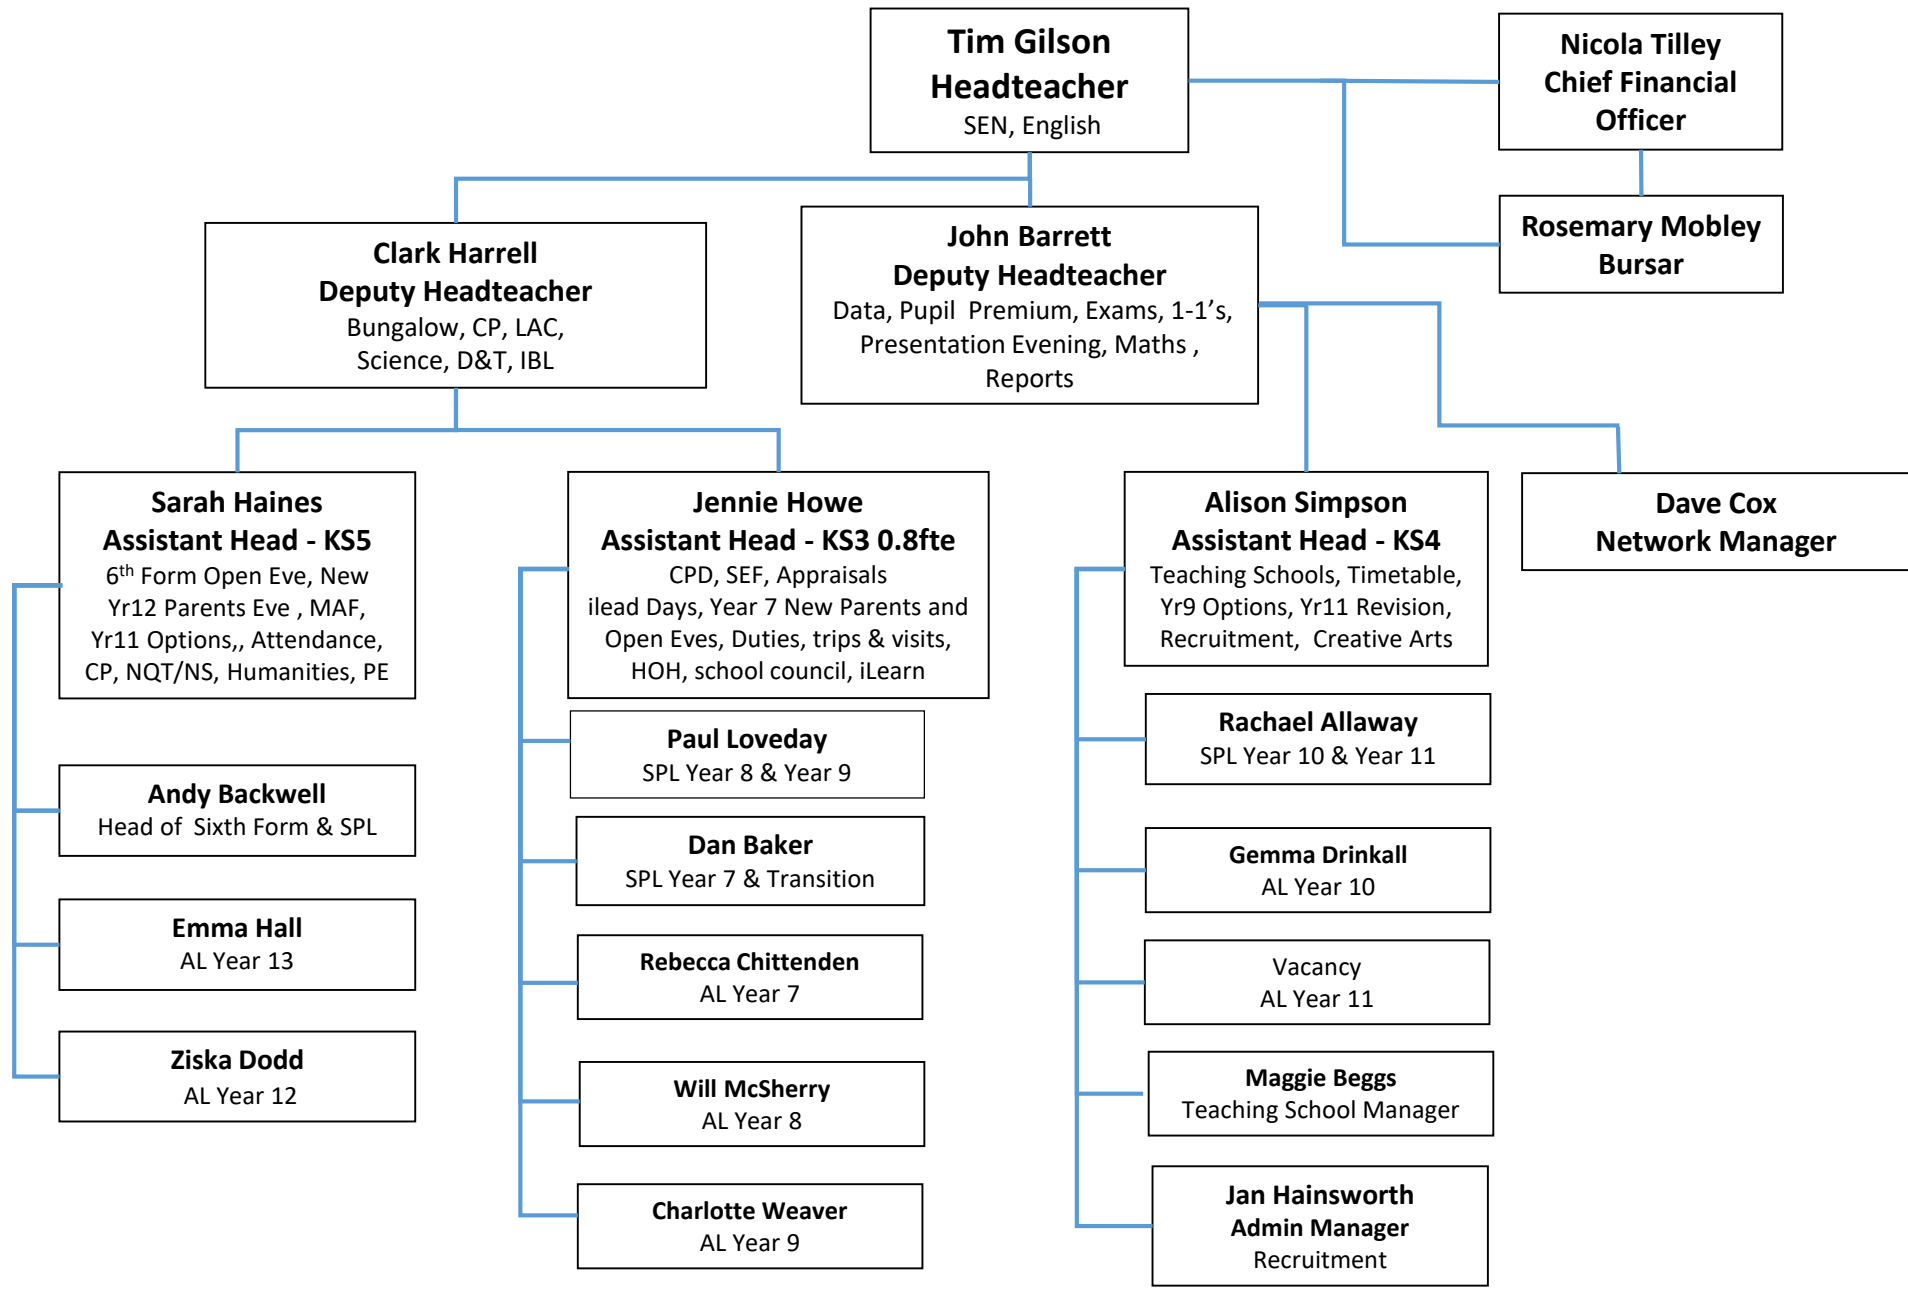 Tim Gilson
Headteacher
SEN, English
Nicola Tilley
Chief Financial
Officer
Rosemary Mobley
Bursar
Clark Harrell
Deputy Headteacher
Bungalow, CP, LAC,
Science, D&T, IBL
John Barrett
Deputy Headteacher
Data, Pupil  Premium, Exams, 1-1’s,
Presentation Evening, Maths ,
Reports
Sarah Haines
Assistant Head - KS5
6th Form Open Eve, New
Yr12 Parents Eve , MAF,
Yr11 Options,, Attendance,
CP, NQT/NS, Humanities, PE
Jennie Howe
Assistant Head - KS3 0.8fte
CPD, SEF, Appraisals
ilead Days, Year 7 New Parents and
Open Eves, Duties, trips & visits,
HOH, school council, iLearn
Alison Simpson
Assistant Head - KS4
Teaching Schools, Timetable,
Yr9 Options, Yr11 Revision,
Recruitment,  Creative Arts
Dave Cox
Network Manager
Andy Backwell
Head of  Sixth Form & SPL
Emma Hall
AL Year 13
Ziska Dodd
AL Year 12
Paul Loveday
SPL Year 8 & Year 9
Dan Baker
SPL Year 7 & Transition
Rebecca Chittenden
AL Year 7
Will McSherry
AL Year 8
Charlotte Weaver
AL Year 9
Rachael Allaway
SPL Year 10 & Year 11
Gemma Drinkall
AL Year 10
Vacancy
AL Year 11
Maggie Beggs
Teaching School Manager
Jan Hainsworth
Admin Manager
Recruitment